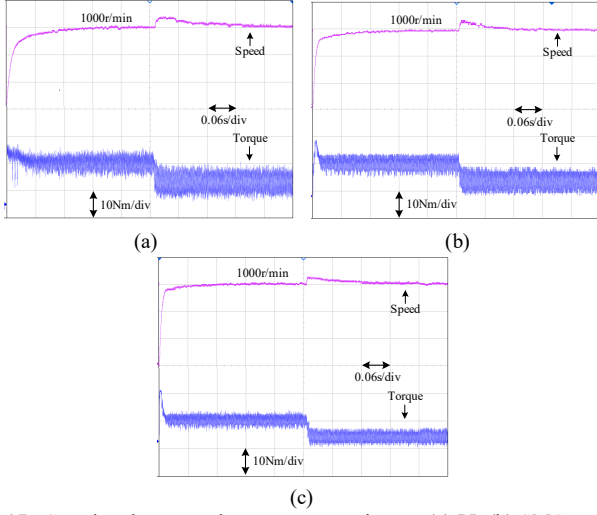 1000r/min
Speed
0.06s/div
Torque
10Nm/div
(a)
1000r/min
Speed
0.06s/div
Torque
10Nm/div
(b)
1000r/min
Speed
0.06s/div
Torque
10Nm/div
(c)